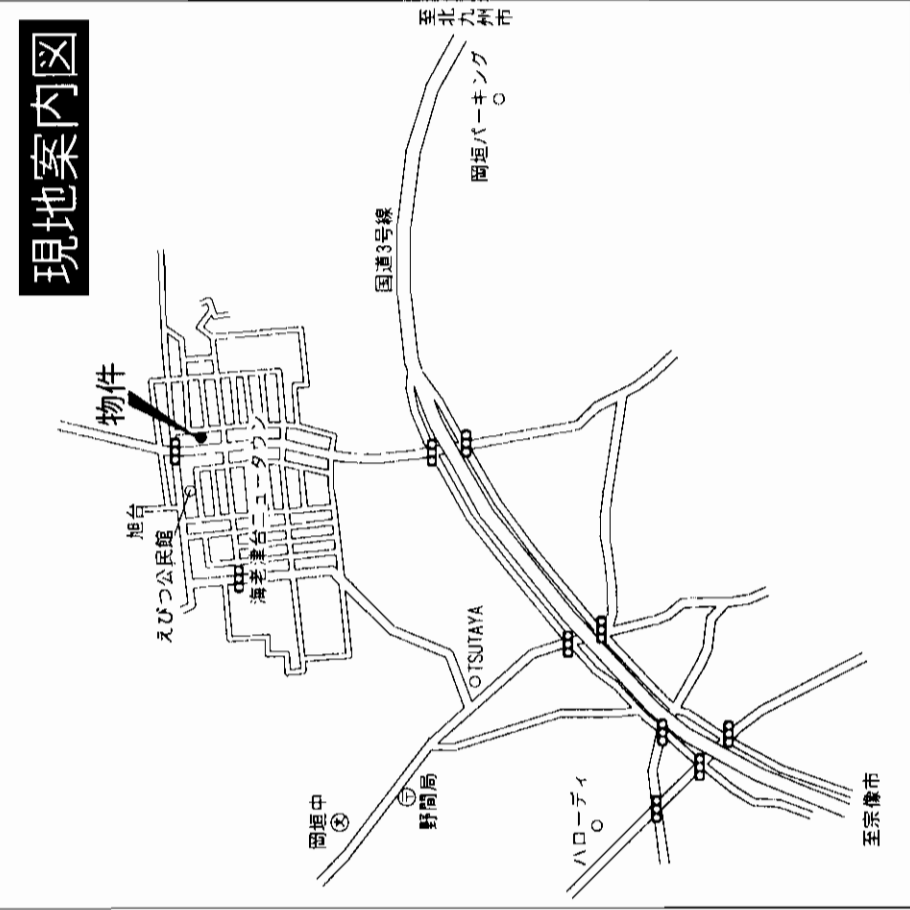 現地案内図
至北九州市
岡垣パーキング
国道3号線
物件
旭台
えびつ公民館
海老津台ニュータウン
TSUTAYA
岡垣中
文
〒
野間局
ハローディ
至宗像市